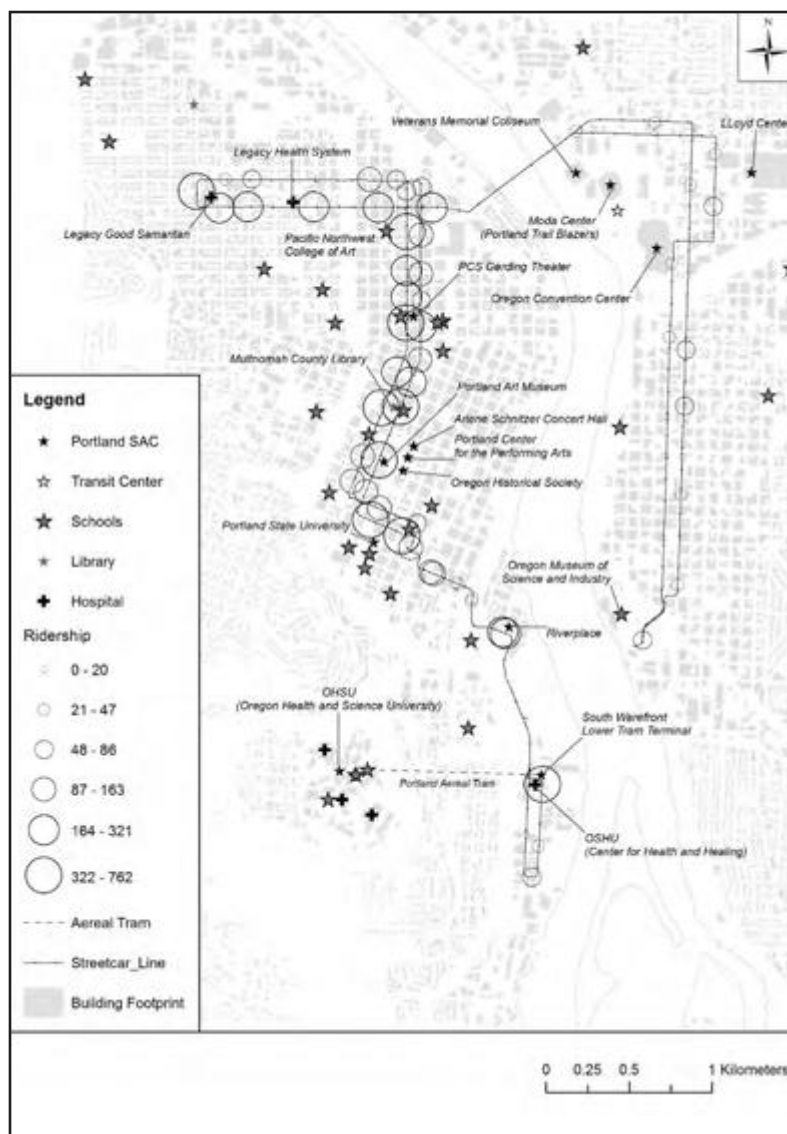 N
Veterans Memorial Coliseum
LLoyd Center
Legacy Health System
Legacy Good Samaritan
Pacific Northwest
College of Art
Moda Center
(Portland Trail Blazers)
PCS Gerding Theater
Oregon Convention Center
Multnomah County Library
Portland Art Museum
Arlene Schnitzer Concert Hall
Portland Center
for the Performing Arts
Oregon Historical Society
Portland State University
Oregon Museum of
Science and Industry
Riverplace
OHSU
(Oregon Health and Science University)
South Warefront
Lower Tram Terminal
Portland Aereal Tram
OSHU
(Center for Health and Healing)
Legend
Portland SAC
Transit Center
Schools
Library
Hospital
Ridership
0 - 20
21 - 47
48 - 86
87 - 163
164 - 321
322 - 762
Aereal Tram
Streetcar_Line
Building Footprint
0 0.25 0.5 1 Kilometers